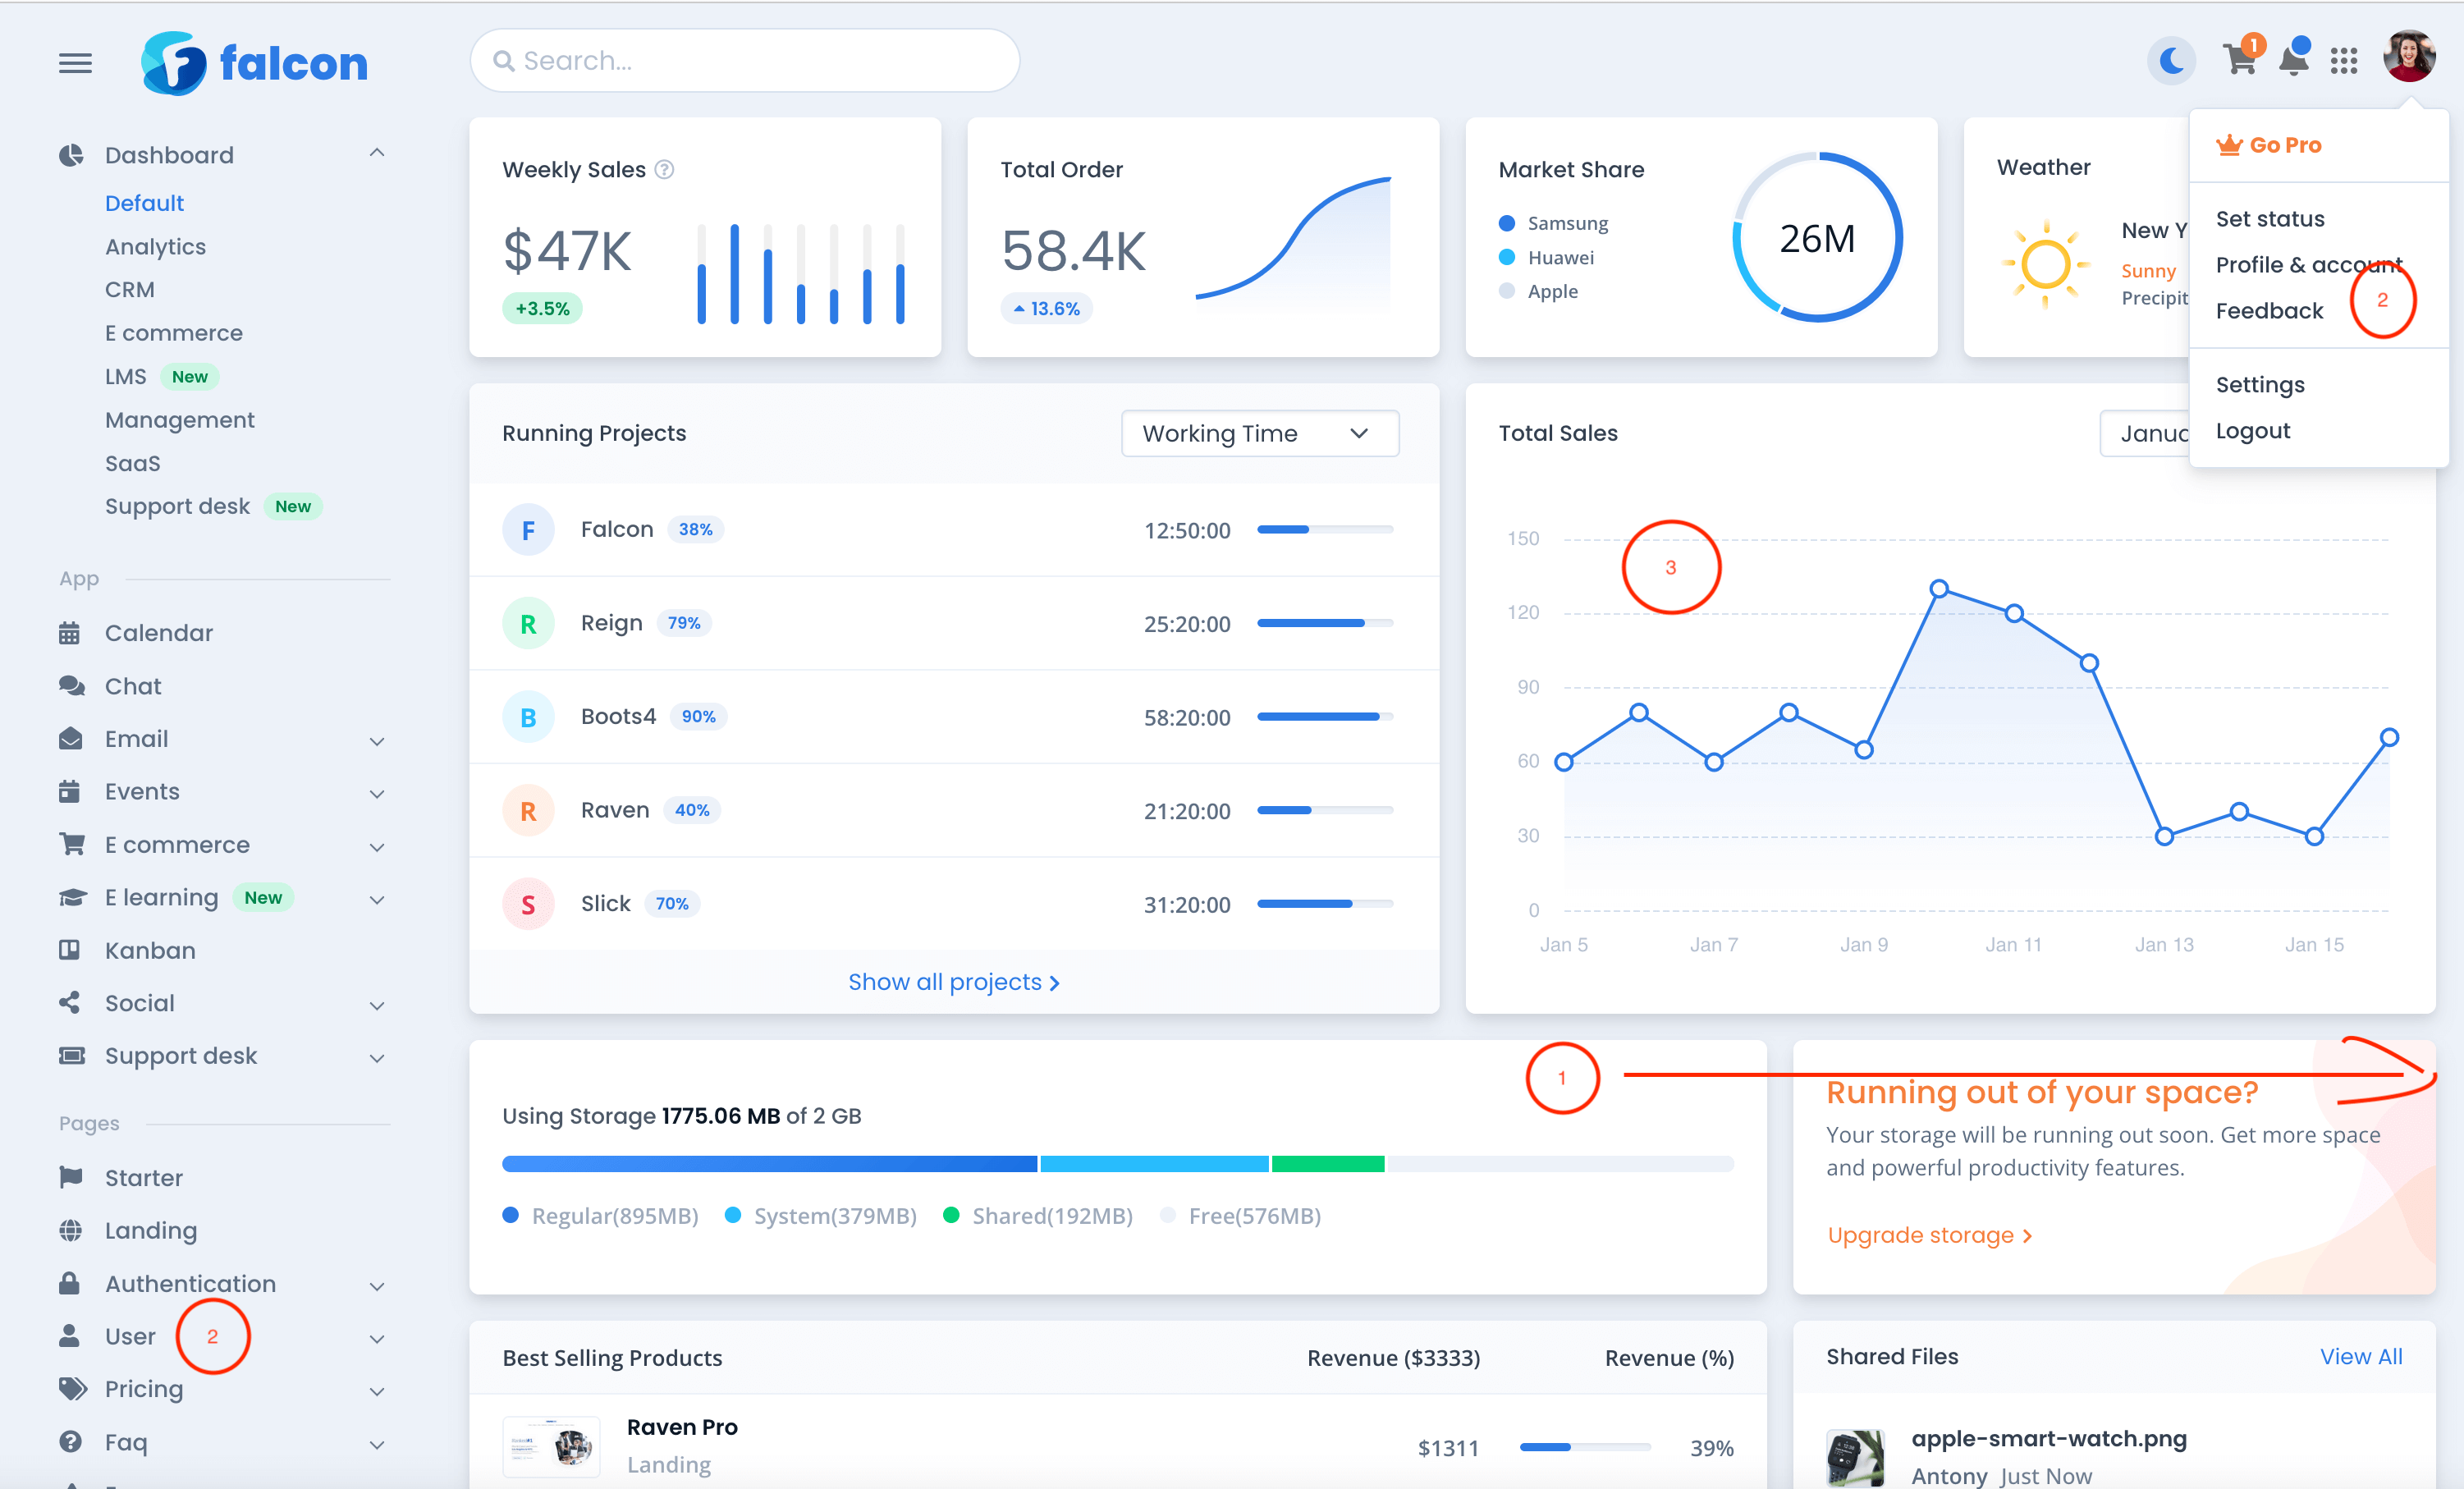 falcon
Search...
1
Dashboard
Default
Analytics
CRM
E commerce
LMS New
Management
SaaS
Support desk New
App
Calendar
Chat
Email
Events
E commerce
E learning New
Kanban
Social
Support desk
Pages
Starter
Landing
Authentication
User 2
Pricing
Faq
Weekly Sales ?
$47K
+3.5%
Total Order
58.4K
13.6%
Market Share
Samsung
Huawei
Apple
26M
Weather
New Y
Sunny
Precipit
Go Pro
Set status
Profile & account
Feedback 2
Settings
Logout
Running Projects Working Time
F Falcon 38% 12:50:00
R Reign 79% 25:20:00
B Boots4 90% 58:20:00
R Raven 40% 21:20:00
S Slick 70% 31:20:00
Show all projects
Total Sales
3
150
120
90
60
30
0
Jan 5 Jan 7 Jan 9 Jan 11 Jan 13 Jan 15
1
Using Storage 1775.06 MB of 2 GB
Regular(895MB) System(379MB) Shared(192MB) Free(576MB)
Running out of your space?
Your storage will be running out soon. Get more space
and powerful productivity features.
Upgrade storage
Best Selling Products Revenue ($3333) Revenue (%)
Raven Pro
Landing
$1311 39%
Shared Files View All
apple-smart-watch.png
Antony Just Now